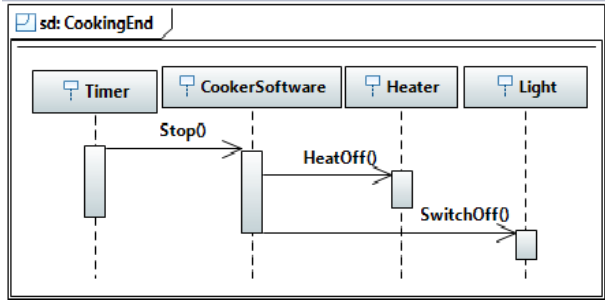 sd: CookingEnd
Timer
CookerSoftware
Heater
Light
Stop()
HeatOff()
SwitchOff()